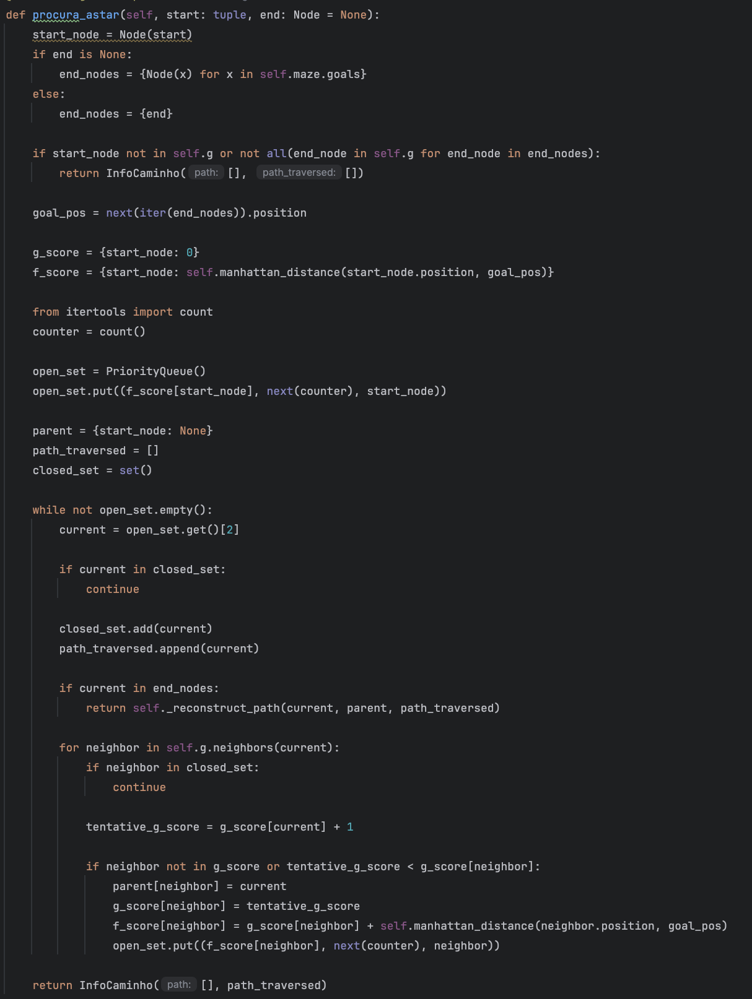 def procura_astar(self, start: tuple, end: Node = None):
    start_node = Node(start)
    if end is None:
        end_nodes = {Node(x) for x in self.maze.goals}
    else:
        end_nodes = {end}

    if start_node not in self.g or not all(end_node in self.g for end_node in end_nodes):
        return InfoCaminho( path: [], path_traversed: [])

    goal_pos = next(iter(end_nodes)).position

    g_score = {start_node: 0}
    f_score = {start_node: self.manhattan_distance(start_node.position, goal_pos)}

    from itertools import count
    counter = count()

    open_set = PriorityQueue()
    open_set.put((f_score[start_node], next(counter), start_node))

    parent = {start_node: None}
    path_traversed = []
    closed_set = set()

    while not open_set.empty():
        current = open_set.get()[2]

        if current in closed_set:
            continue

        closed_set.add(current)
        path_traversed.append(current)

        if current in end_nodes:
            return self._reconstruct_path(current, parent, path_traversed)

        for neighbor in self.g.neighbors(current):
            if neighbor in closed_set:
                continue

            tentative_g_score = g_score[current] + 1

            if neighbor not in g_score or tentative_g_score < g_score[neighbor]:
                parent[neighbor] = current
                g_score[neighbor] = tentative_g_score
                f_score[neighbor] = g_score[neighbor] + self.manhattan_distance(neighbor.position, goal_pos)
                open_set.put((f_score[neighbor], next(counter), neighbor))

    return InfoCaminho( path: [], path_traversed)